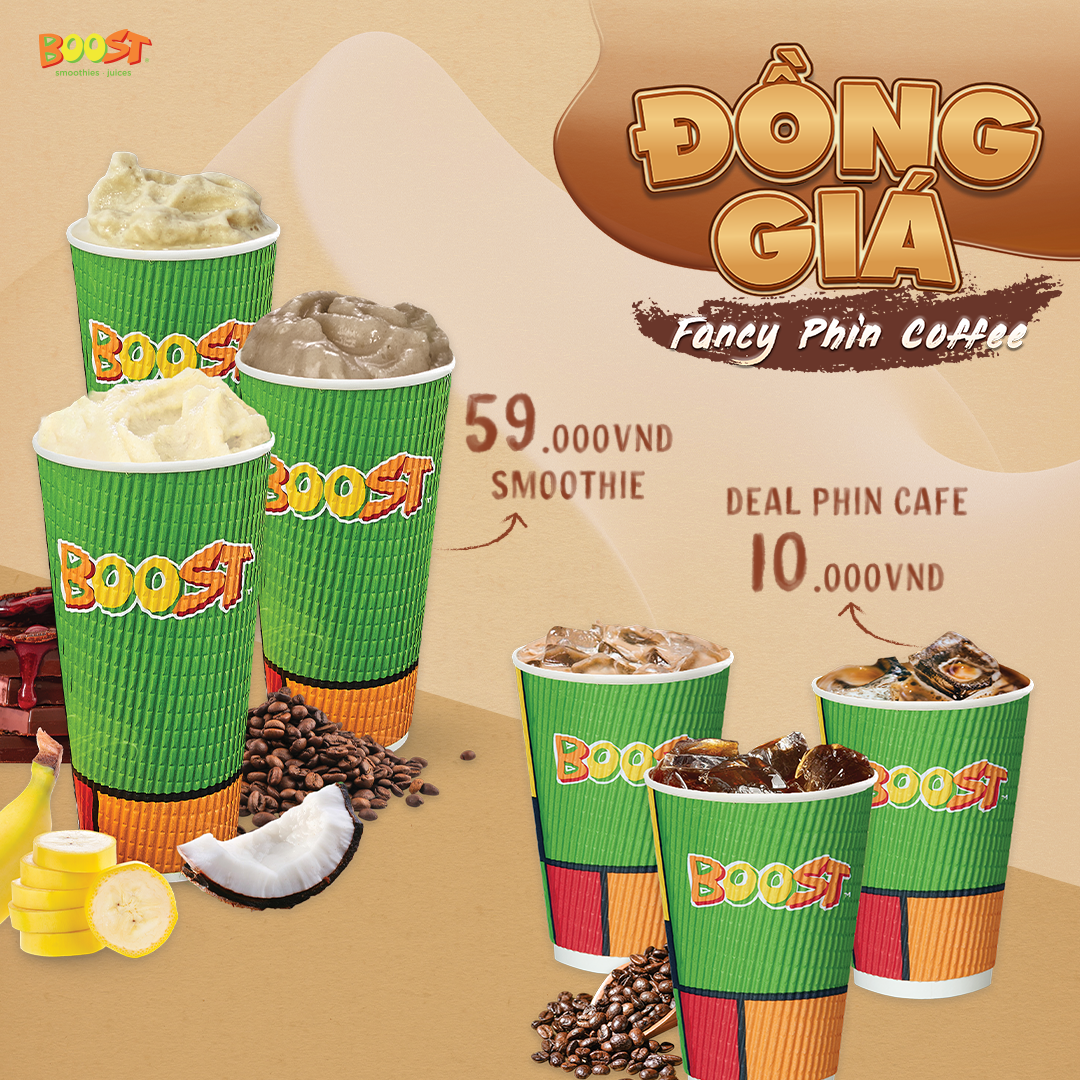 BOOST
smoothies juices
ĐỒNG
GIÁ
Fancy Phin Coffee
59.000VND
SMOOTHIE
DEAL PHIN CAFE
10.000VND
BOOST
BOOST
BOOST
BOOST
BOOST
BOOST